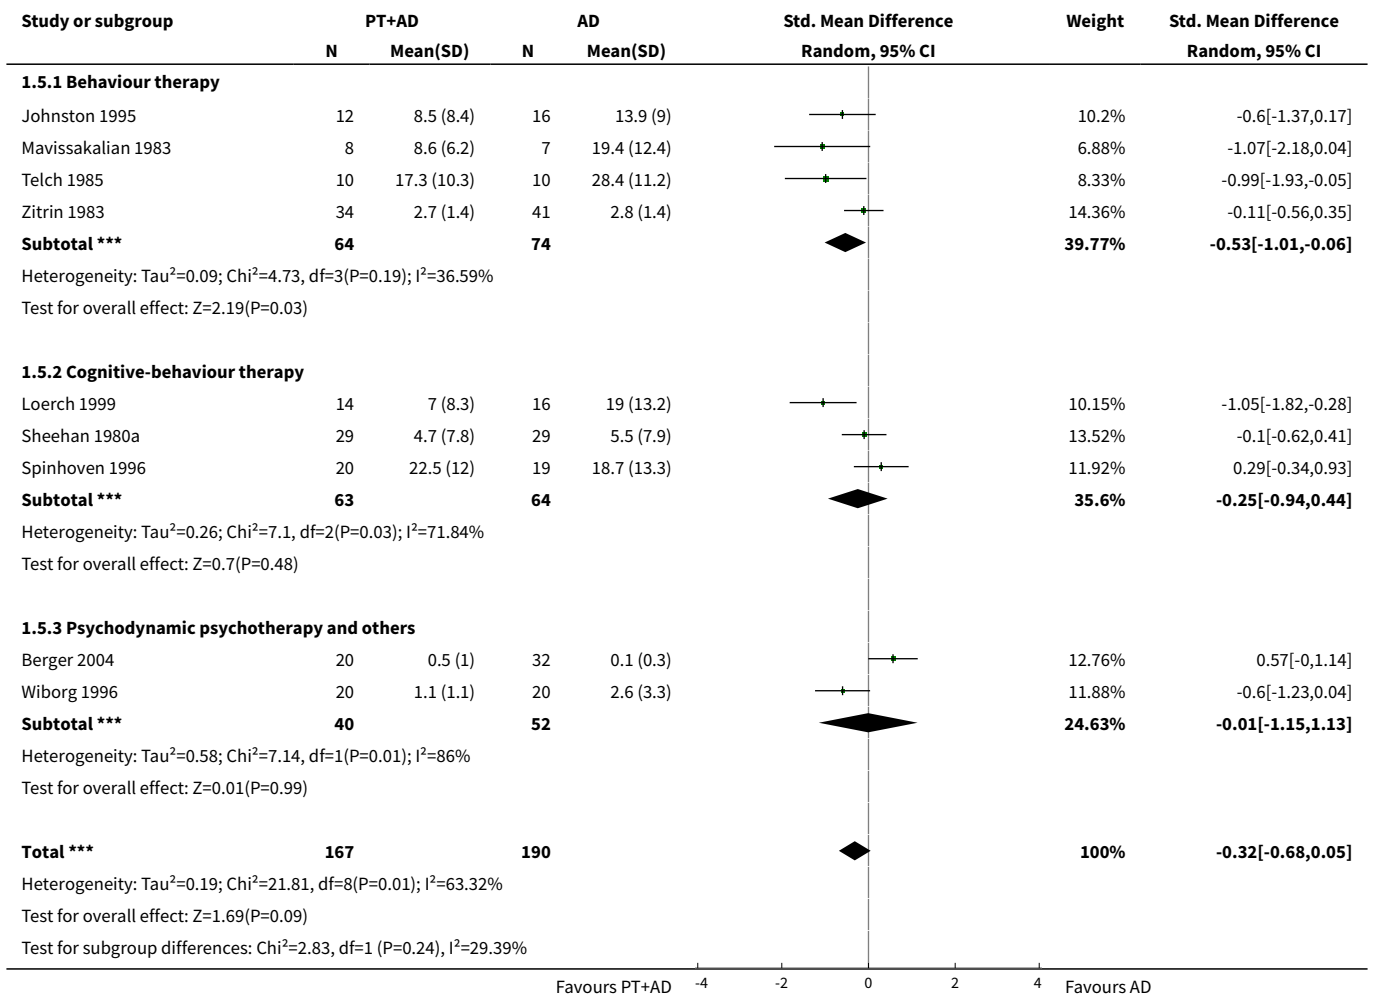 Study or subgroup PT+AD AD Std. Mean Difference Weight Std. Mean Difference
N Mean(SD) N Mean(SD) Random, 95% CI Random, 95% CI
1.5.1 Behaviour therapy
Johnston 1995 12 8.5 (8.4) 16 13.9 (9) 10.2% -0.6[-1.37,0.17]
Mavissakalian 1983 8 8.6 (6.2) 7 19.4 (12.4) 6.88% -1.07[-2.18,0.04]
Telch 1985 10 17.3 (10.3) 10 28.4 (11.2) 8.33% -0.99[-1.93,-0.05]
Zitrin 1983 34 2.7 (1.4) 41 2.8 (1.4) 14.36% -0.11[-0.56,0.35]
Subtotal *** 64 74 39.77% -0.53[-1.01,-0.06]
Heterogeneity: Tau²=0.09; Chi²=4.73, df=3(P=0.19); I²=36.59%
Test for overall effect: Z=2.19(P=0.03)
1.5.2 Cognitive-behaviour therapy
Loerch 1999 14 7 (8.3) 16 19 (13.2) 10.15% -1.05[-1.82,-0.28]
Sheehan 1980a 29 4.7 (7.8) 29 5.5 (7.9) 13.52% -0.1[-0.62,0.41]
Spinhoven 1996 20 22.5 (12) 19 18.7 (13.3) 11.92% 0.29[-0.34,0.93]
Subtotal *** 63 64 35.6% -0.25[-0.94,0.44]
Heterogeneity: Tau²=0.26; Chi²=7.1, df=2(P=0.03); I²=71.84%
Test for overall effect: Z=0.7(P=0.48)
1.5.3 Psychodynamic psychotherapy and others
Berger 2004 20 0.5 (1) 32 0.1 (0.3) 12.76% 0.57[-0,1.14]
Wiborg 1996 20 1.1 (1.1) 20 2.6 (3.3) 11.88% -0.6[-1.23,0.04]
Subtotal *** 40 52 24.63% -0.01[-1.15,1.13]
Heterogeneity: Tau²=0.58; Chi²=7.14, df=1(P=0.01); I²=86%
Test for overall effect: Z=0.01(P=0.99)
Total *** 167 190 100% -0.32[-0.68,0.05]
Heterogeneity: Tau²=0.19; Chi²=21.81, df=8(P=0.01); I²=63.32%
Test for overall effect: Z=1.69(P=0.09)
Test for subgroup differences: Chi²=2.83, df=1 (P=0.24), I²=29.39%
Favours PT+AD -4 -2 0 2 4 Favours AD